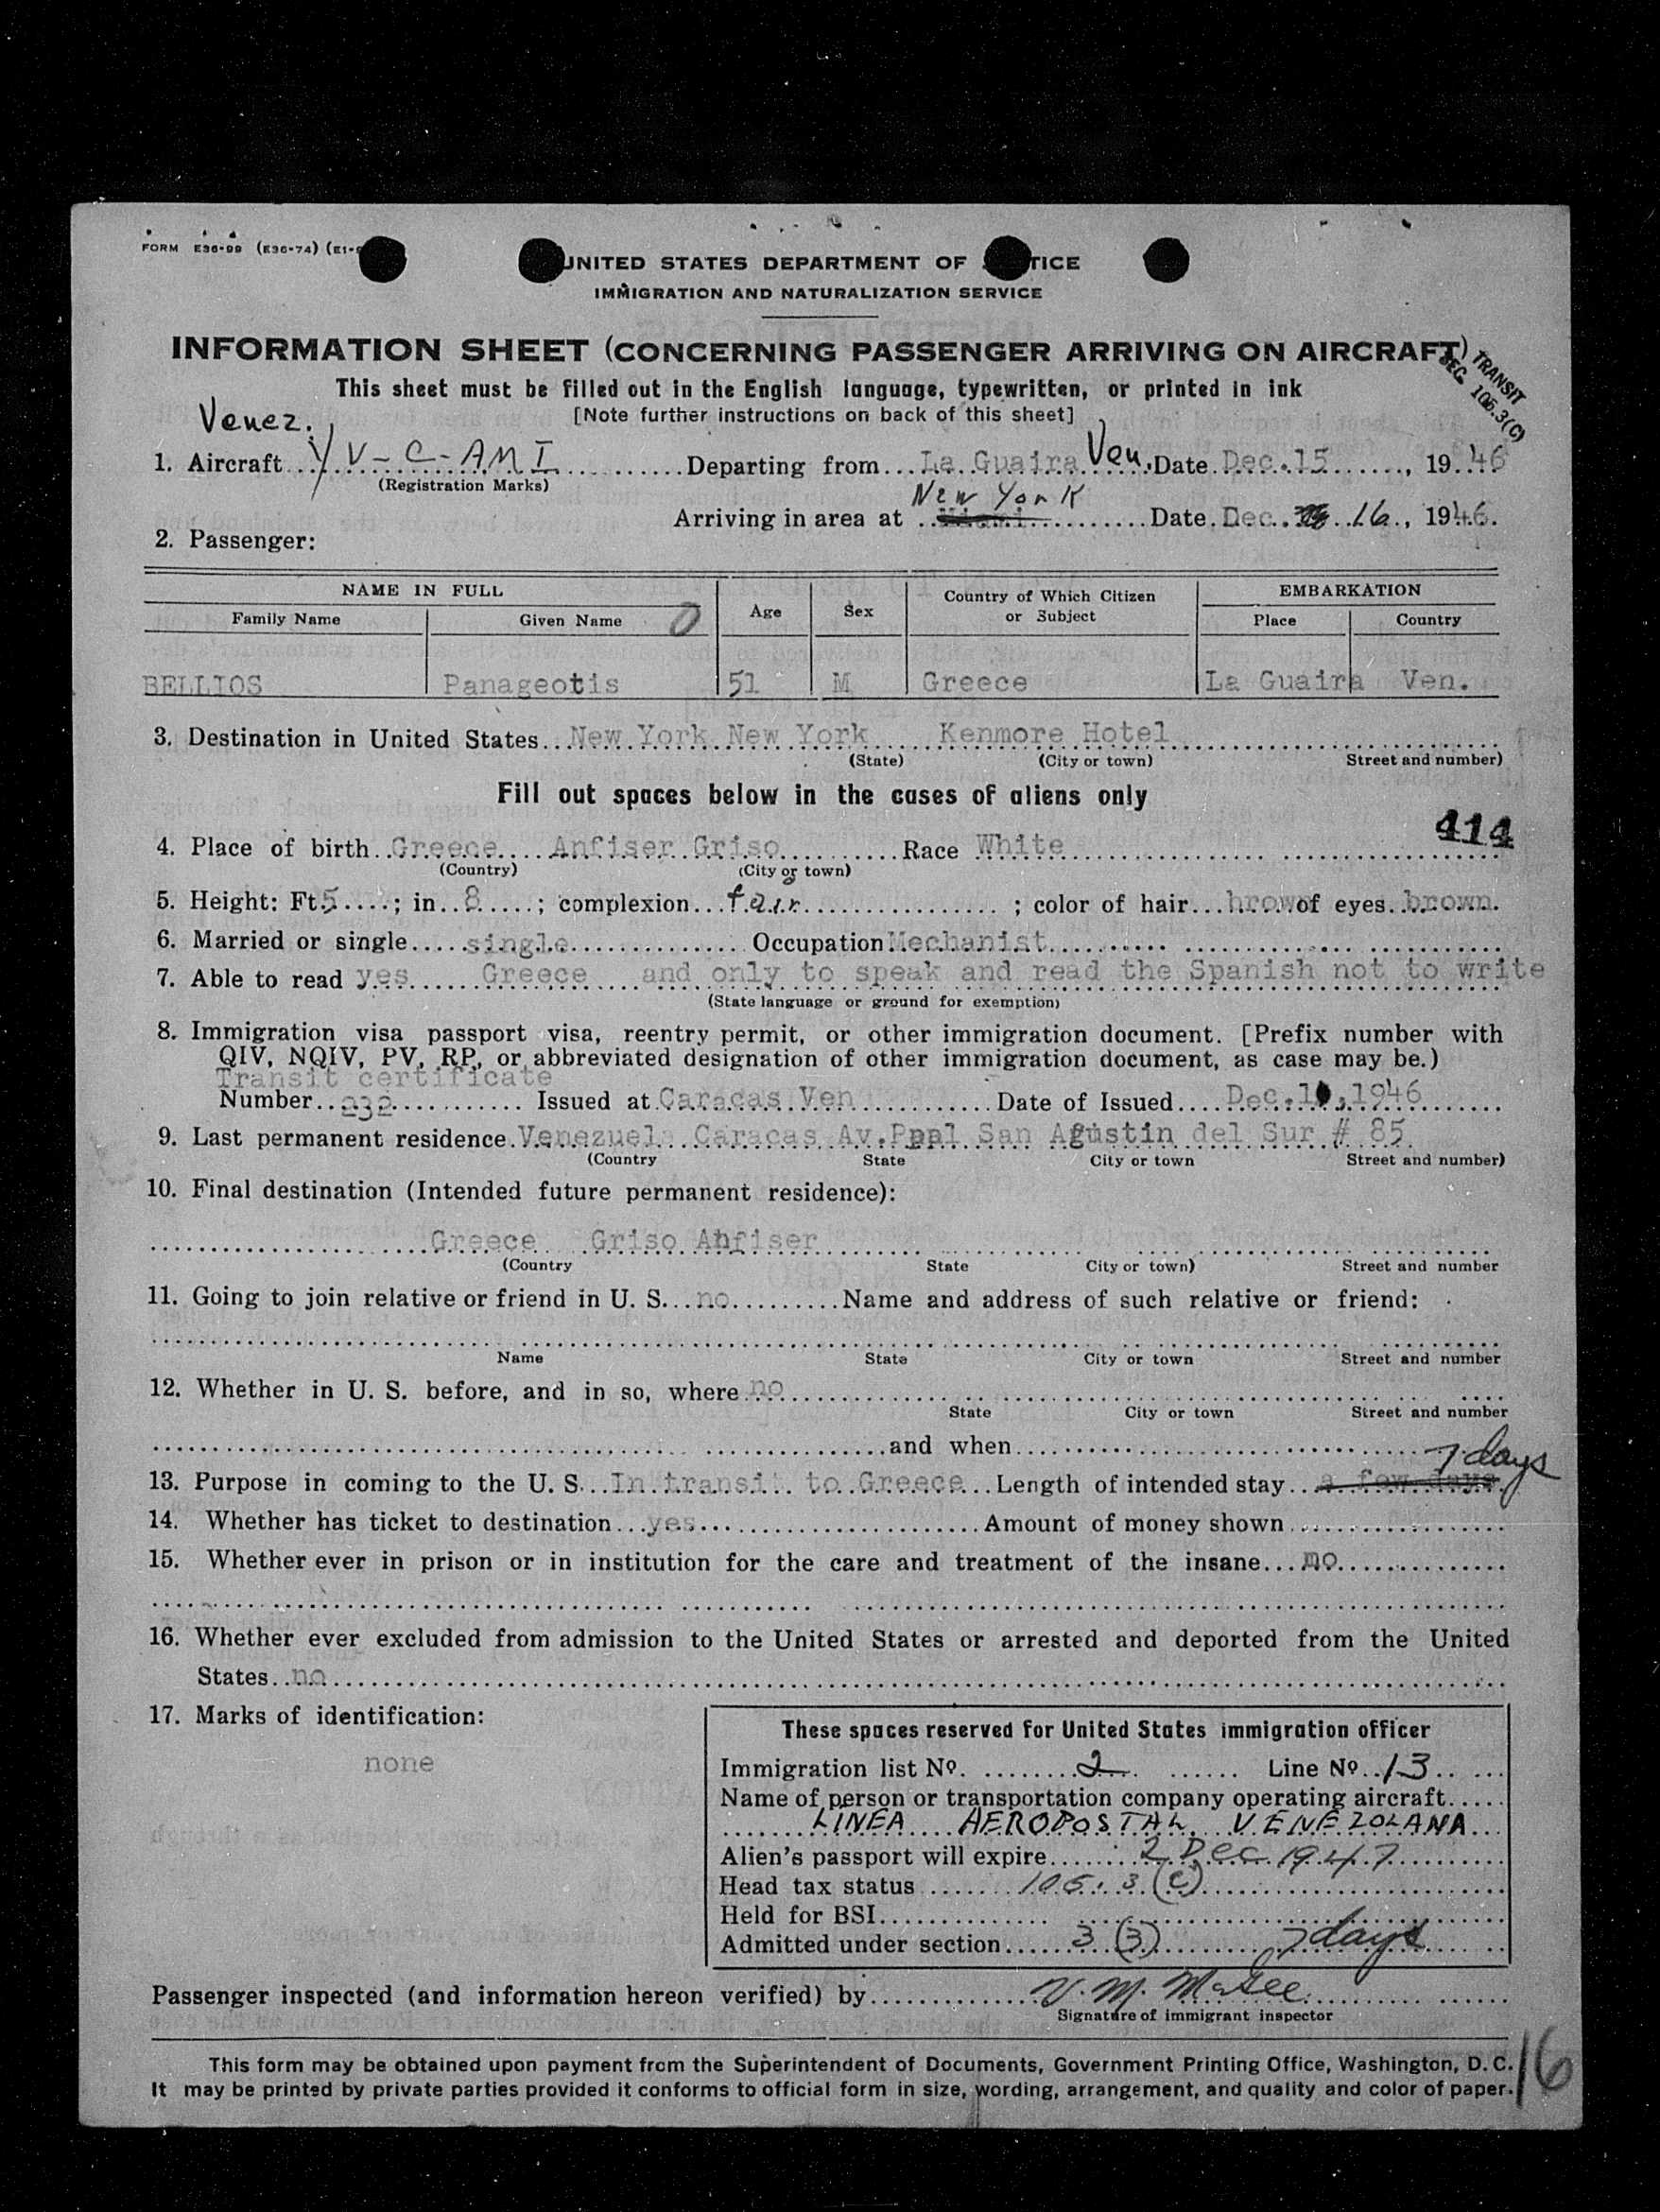 FORM E36-99 (E36-74) (E1-
UNITED STATES DEPARTMENT OF TICE
IMMIGRATION AND NATURALIZATION SERVICE
INFORMATION SHEET (CONCERNING PASSENGER ARRIVING ON AIRCRAFT)
TRANSIT
SEC. 105.3(C)
This sheet must be filled out in the English language, typewritten, or printed in ink
[Note further instructions on back of this sheet]
Venez.
1. Aircraft YV-C-AMI Departing from La Guaira Ven. Date Dec.15, 1946
(Registration Marks)
New York
Arriving in area at Miami Date Dec. 16, 1946.
2. Passenger:
NAME IN FULL Age Sex Country of Which Citizen or Subject EMBARKATION
Family Name Given Name O Place Country
BELLIOS Panageotis 51 M Greece La Guaira Ven.
3. Destination in United States New York New York Kenmore Hotel
(State) (City or town) Street and number)
Fill out spaces below in the cases of aliens only
414
4. Place of birth Greece Anfiser Griso Race White
(Country) (City or town)
5. Height: Ft. 5; in. 8; complexion fair; color of hair brown of eyes brown.
6. Married or single single Occupation Mechanist
7. Able to read yes Greece and only to speak and read the Spanish not to write
(State language or ground for exemption)
8. Immigration visa passport visa, reentry permit, or other immigration document. [Prefix number with
QIV, NQIV, PV, RP, or abbreviated designation of other immigration document, as case may be.)
Transit certificate
Number 232 Issued at Caracas Ven Date of Issued Dec.10,1946
9. Last permanent residence. Venezuela Caracas Av.Ppal San Agustin del Sur # 85
(Country State City or town Street and number)
10. Final destination (Intended future permanent residence):
Greece Griso Anfiser
(Country State City or town) Street and number
11. Going to join relative or friend in U. S. no Name and address of such relative or friend:
Name State City or town Street and number
12. Whether in U. S. before, and in so, where no
State City or town Street and number
and when
7 days
13. Purpose in coming to the U. S. In transit to Greece Length of intended stay a few days
14. Whether has ticket to destination yes Amount of money shown
15. Whether ever in prison or in institution for the care and treatment of the insane no
16. Whether ever excluded from admission to the United States or arrested and deported from the United
States no
17. Marks of identification:
none
These spaces reserved for United States immigration officer
Immigration list No. 2 Line No. 13
Name of person or transportation company operating aircraft
LINEA AEROPOSTAL VENEZOLANA
Alien's passport will expire 2 Dec 1947
Head tax status 105.3 (C)
Held for BSI
Admitted under section 3 (3) 7 days
Passenger inspected (and information hereon verified) by V. M. McGee
Signature of immigrant inspector
This form may be obtained upon payment from the Superintendent of Documents, Government Printing Office, Washington, D. C.
It may be printed by private parties provided it conforms to official form in size, wording, arrangement, and quality and color of paper.
16